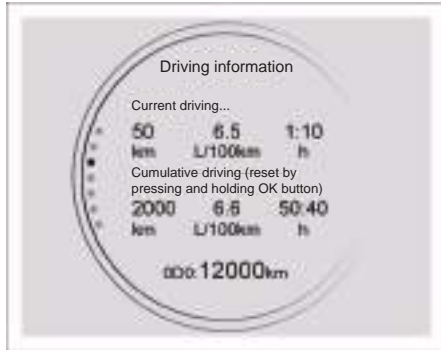 Driving information
Current driving...
50 6.5 1:10
km L/100km h
Cumulative driving (reset by
pressing and holding OK button)
2000 6.6 50:40
km L/100km h
ODO:12000km